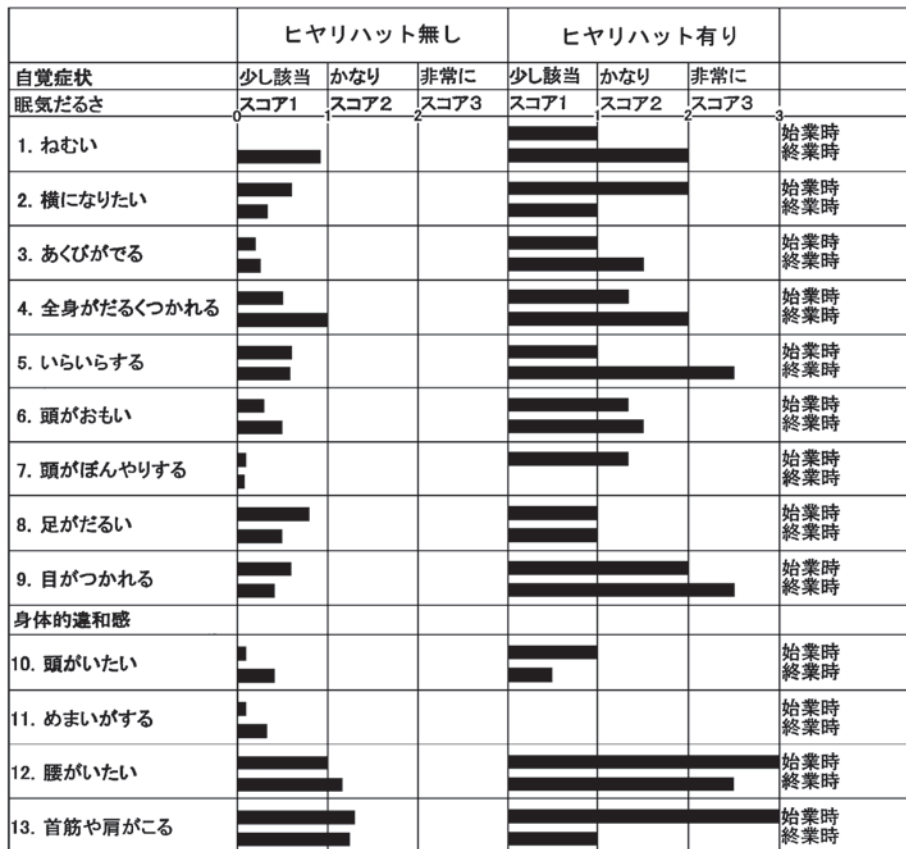 ヒヤリハット無し ヒヤリハット有り
自覚症状 少し該当 かなり 非常に 少し該当 かなり 非常に
眠気だるさ スコア1 スコア2 スコア3 スコア1 スコア2 スコア3
0 1 2 1 2 3
1. ねむい 始業時
終業時
2. 横になりたい 始業時
終業時
3. あくびがでる 始業時
終業時
4. 全身がだるくつかれる 始業時
終業時
5. いらいらする 始業時
終業時
6. 頭がおもい 始業時
終業時
7. 頭がぼんやりする 始業時
終業時
8. 足がだるい 始業時
終業時
9. 目がつかれる 始業時
終業時
身体的違和感
10. 頭がいたい 始業時
終業時
11. めまいがする 始業時
終業時
12. 腰がいたい 始業時
終業時
13. 首筋や肩がこる 始業時
終業時